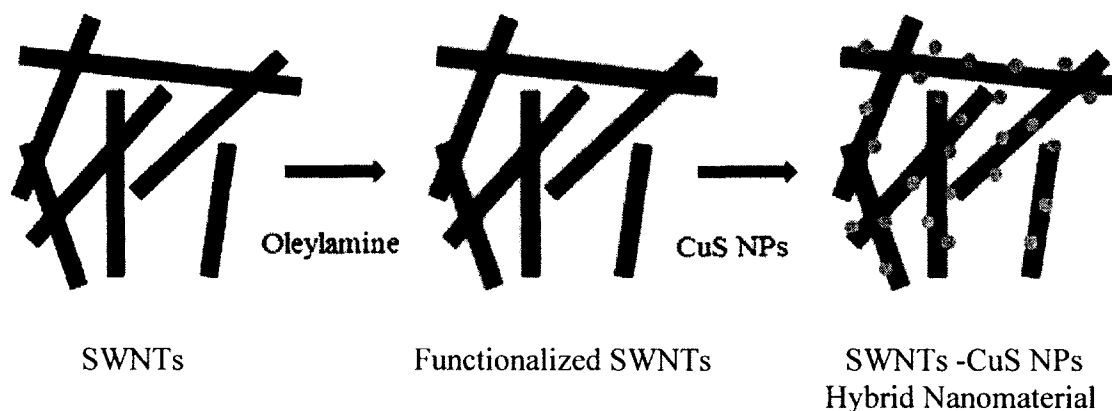 Oleylamine
CuS NPs
SWNTs
Functionalized SWNTs
SWNTs -CuS NPs
Hybrid Nanomaterial